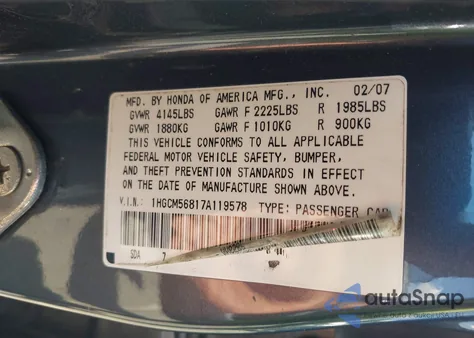 MFD. BY HONDA OF AMERICA MFG., INC. 02/07
GVWR 4145LBS GAWR F 2225LBS R 1985LBS
GVWR 1880KG GAWR F 1010KG R 900KG
THIS VEHICLE CONFORMS TO ALL APPLICABLE
FEDERAL MOTOR VEHICLE SAFETY, BUMPER,
AND THEFT PREVENTION STANDARDS IN EFFECT
ON THE DATE OF MANUFACTURE SHOWN ABOVE.
V.I.N.: 1HGCM56817A119578 TYPE: PASSENGER CAR
SDA 7
autoSnap